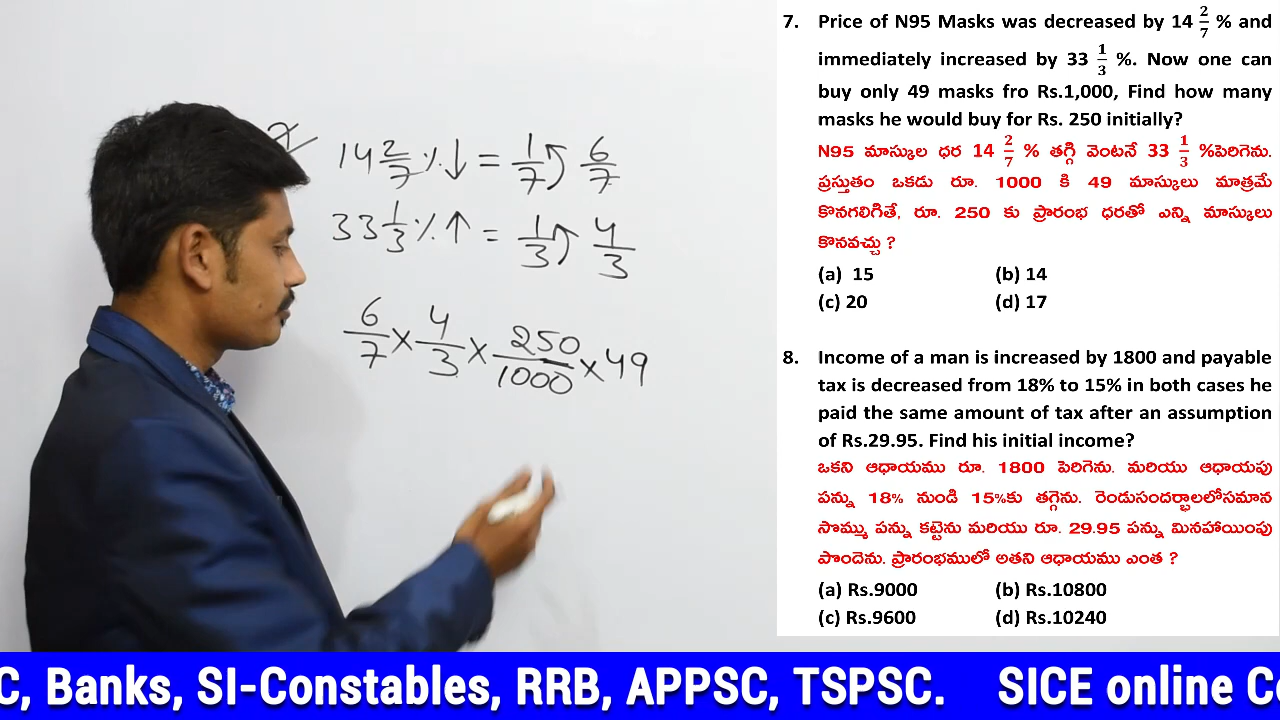 14 2/7 % ↓ = 1/7 6/7
33 1/3 % ↑ = 1/3 4/3
6/7 × 4/3 × 250/1000 × 49
7. Price of N95 Masks was decreased by 14 2/7 % and
immediately increased by 33 1/3 %. Now one can
buy only 49 masks fro Rs.1,000, Find how many
masks he would buy for Rs. 250 initially?
N95 మాస్కుల ధర 14 2/7 % తగ్గి వెంటనే 33 1/3 %పెరిగెను.
ప్రస్తుతం ఒకడు రూ. 1000 కి 49 మాస్కులు మాత్రమే
కొనగలిగితే, రూ. 250 కు ప్రారంభ ధరతో ఎన్ని మాస్కులు
కొనవచ్చు ?
(a) 15 (b) 14
(c) 20 (d) 17
8. Income of a man is increased by 1800 and payable
tax is decreased from 18% to 15% in both cases he
paid the same amount of tax after an assumption
of Rs.29.95. Find his initial income?
ఒకని ఆధాయము రూ. 1800 పెరిగెను. మరియు ఆధాయపు
పన్ను 18% నుండి 15%కు తగ్గెను. రెండుసందర్భాలలోసమాన
సొమ్ము పన్ను కట్టెను మరియు రూ. 29.95 పన్ను మినహాయింపు
పొందెను. ప్రారంభములో అతని ఆధాయము ఎంత ?
(a) Rs.9000 (b) Rs.10800
(c) Rs.9600 (d) Rs.10240
C, Banks, SI-Constables, RRB, APPSC, TSPSC. SICE online C